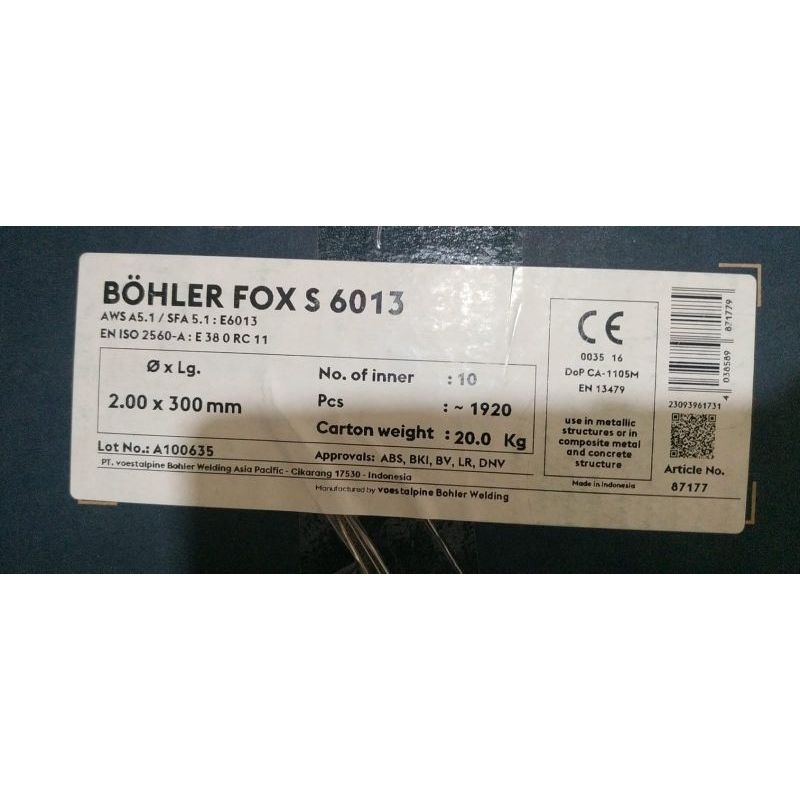 BÖHLER FOX S 6013
AWS A5.1 / SFA 5.1 : E6013
EN ISO 2560-A : E 38 0 RC 11
Ø x Lg.
2.00 x 300 mm
No. of inner : 10
Pcs : ~ 1920
Carton weight : 20.0 Kg
Lot No.: A100635
Approvals: ABS, BKI, BV, LR, DNV
PT. voestalpine Bohler Welding Asia Pacific - Cikarang 17530 - Indonesia
Manufactured by voestalpine Bohler Welding
CE
0035 16
DoP CA-1105M
EN 13479
use in metallic
structures or in
composite metal
and concrete
structure
Made in Indonesia
4 038589 871779
23093961731
Article No.
87177